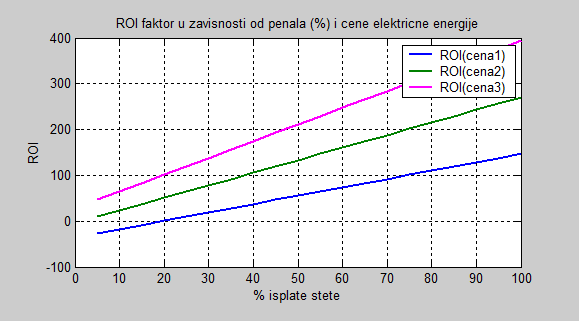 ROI faktor u zavisnosti od penala (%) i cene elektricne energije
400
300
200
100
0
-100
ROI
ROI(cena1)
ROI(cena2)
ROI(cena3)
0 10 20 30 40 50 60 70 80 90 100
% isplate stete